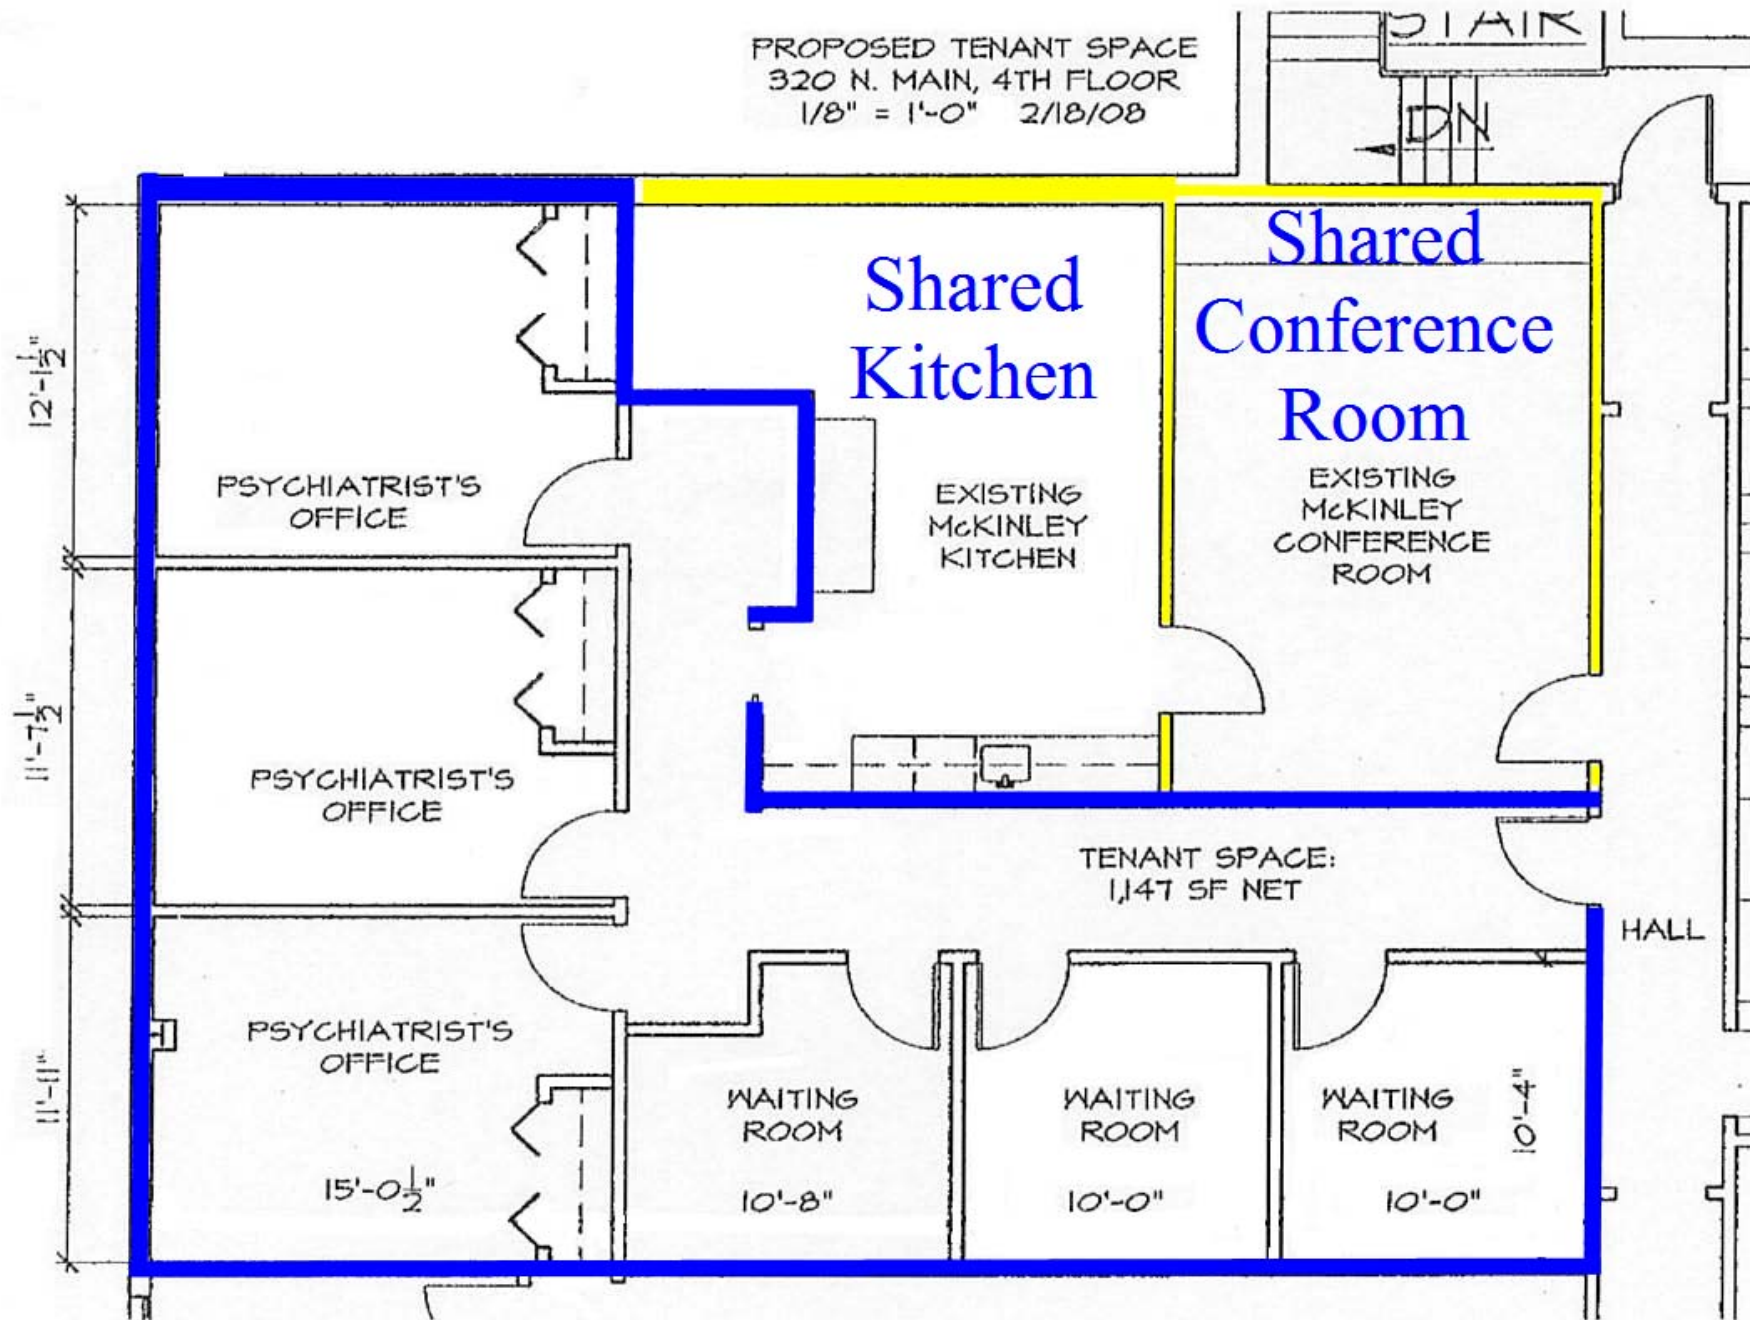 PROPOSED TENANT SPACE
320 N. MAIN, 4TH FLOOR
1/8" = 1'-0" 2/18/08
STAIR
DN
Shared
Kitchen
Shared
Conference
Room
12'-1½"
PSYCHIATRIST'S
OFFICE
EXISTING
McKINLEY
KITCHEN
EXISTING
McKINLEY
CONFERENCE
ROOM
11'-7½"
PSYCHIATRIST'S
OFFICE
TENANT SPACE:
1,147 SF NET
HALL
11'-11"
PSYCHIATRIST'S
OFFICE
15'-0½"
WAITING
ROOM
10'-8"
WAITING
ROOM
10'-0"
WAITING
ROOM
10'-0"
10'-4"